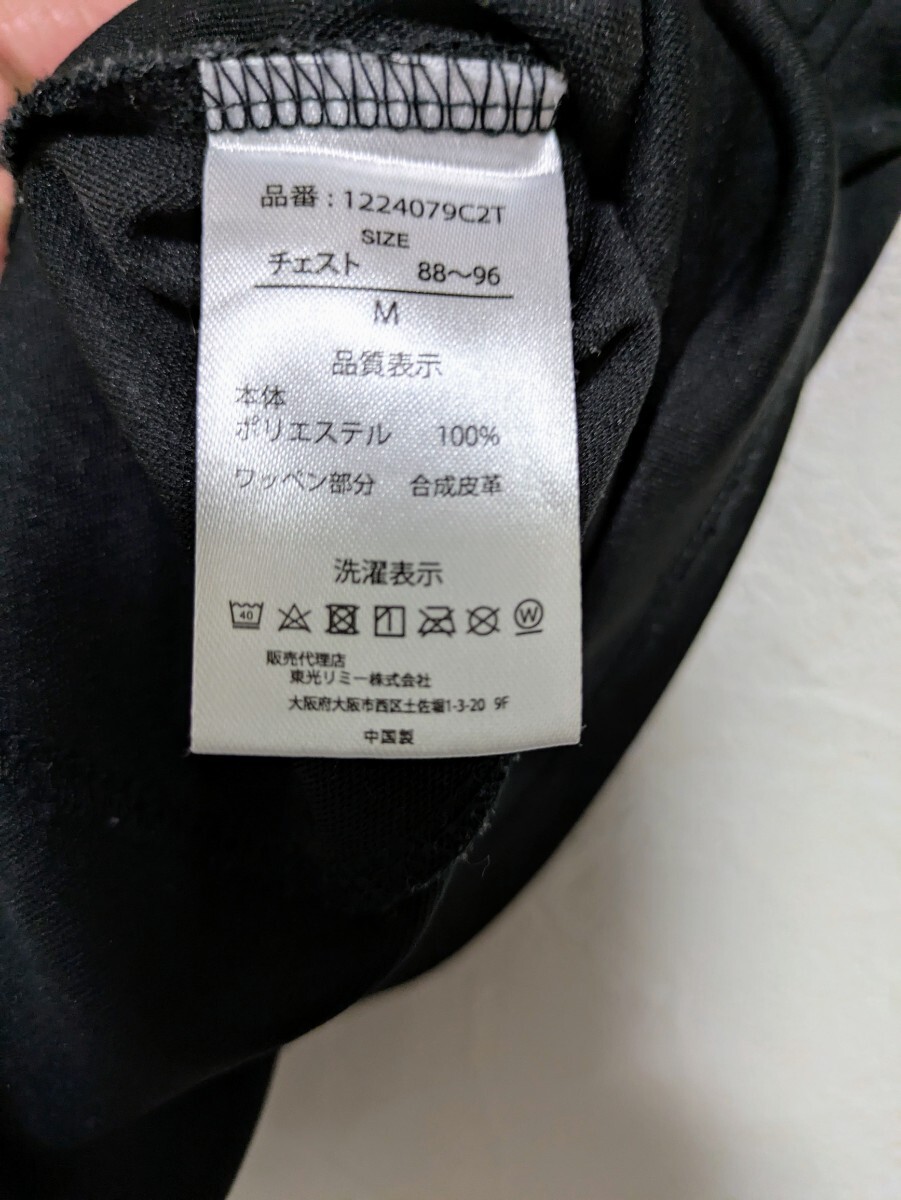 品番 : 1224079C2T
SIZE
チェスト 88〜96
M
品質表示
本体
ポリエステル 100%
ワッペン部分 合成皮革
洗濯表示
40 W
販売代理店
東光リミー株式会社
大阪府大阪市西区土佐堀1-3-20 9F
中国製